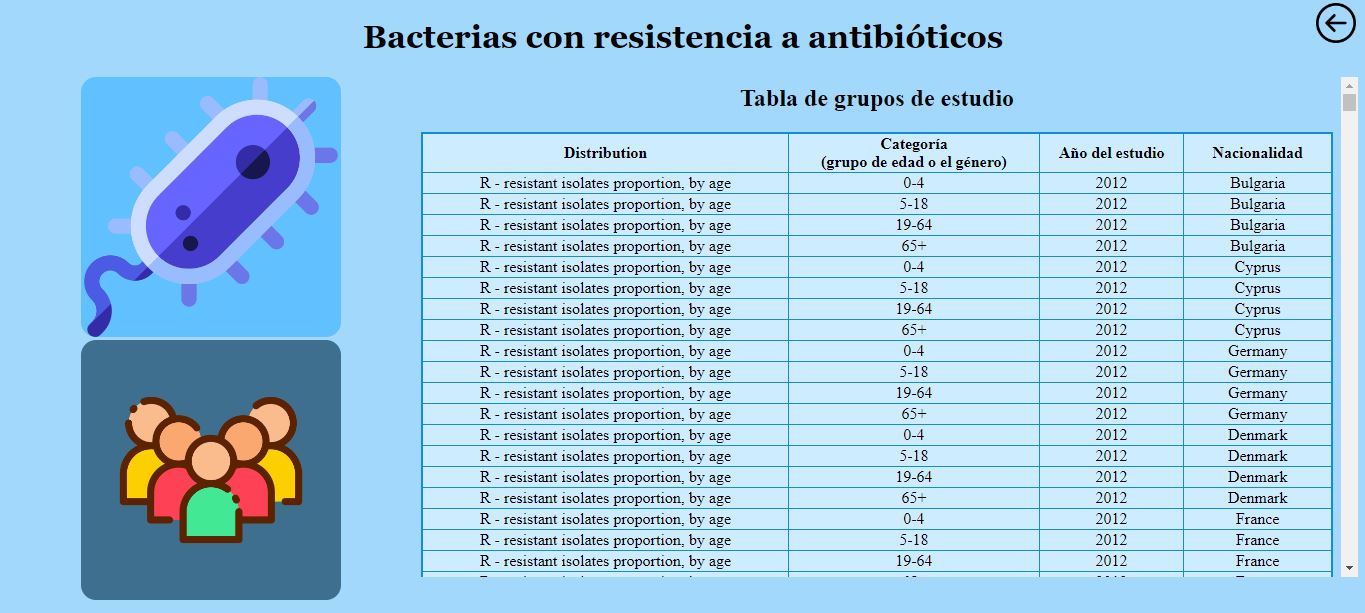 Bacterias con resistencia a antibióticos
Tabla de grupos de estudio
Distribution Categoría (grupo de edad o el género) Año del estudio Nacionalidad
R - resistant isolates proportion, by age 0-4 2012 Bulgaria
R - resistant isolates proportion, by age 5-18 2012 Bulgaria
R - resistant isolates proportion, by age 19-64 2012 Bulgaria
R - resistant isolates proportion, by age 65+ 2012 Bulgaria
R - resistant isolates proportion, by age 0-4 2012 Cyprus
R - resistant isolates proportion, by age 5-18 2012 Cyprus
R - resistant isolates proportion, by age 19-64 2012 Cyprus
R - resistant isolates proportion, by age 65+ 2012 Cyprus
R - resistant isolates proportion, by age 0-4 2012 Germany
R - resistant isolates proportion, by age 5-18 2012 Germany
R - resistant isolates proportion, by age 19-64 2012 Germany
R - resistant isolates proportion, by age 65+ 2012 Germany
R - resistant isolates proportion, by age 0-4 2012 Denmark
R - resistant isolates proportion, by age 5-18 2012 Denmark
R - resistant isolates proportion, by age 19-64 2012 Denmark
R - resistant isolates proportion, by age 65+ 2012 Denmark
R - resistant isolates proportion, by age 0-4 2012 France
R - resistant isolates proportion, by age 5-18 2012 France
R - resistant isolates proportion, by age 19-64 2012 France